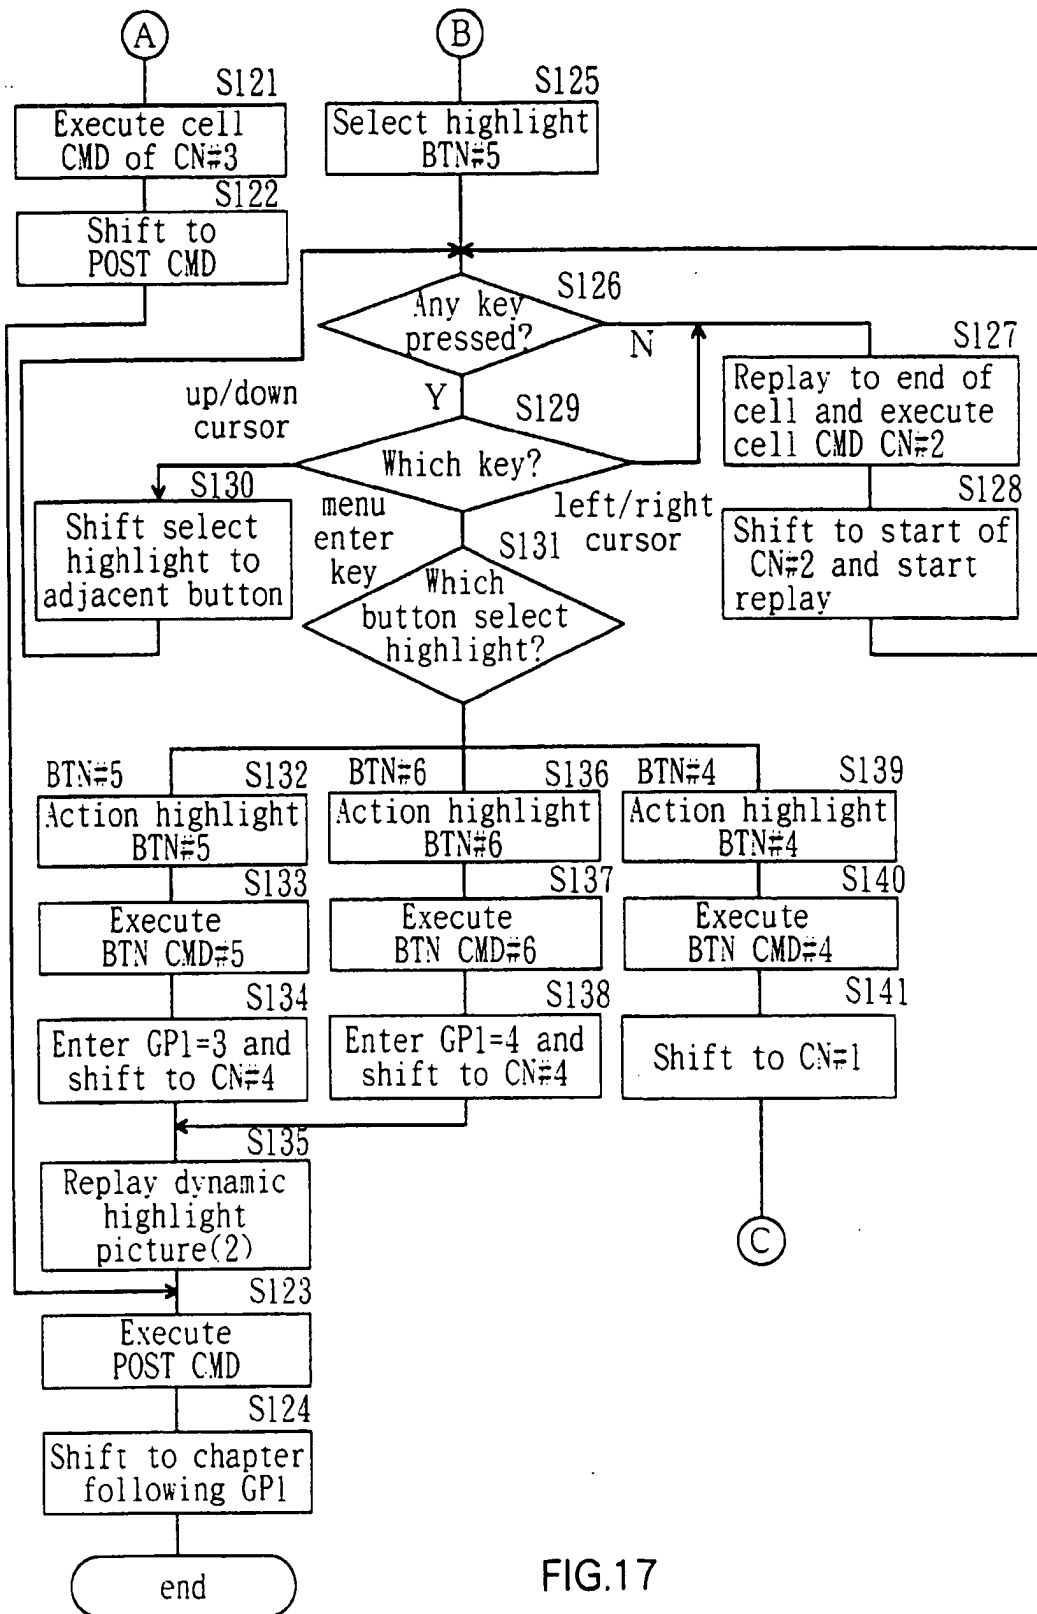 A
B
S121
Execute cell
CMD of CN#3
S122
Shift to
POST CMD
S125
Select highlight
BTN#5
S126
Any key
pressed?
N
Y
S127
Replay to end of
cell and execute
cell CMD CN#2
S128
Shift to start of
CN#2 and start
replay
up/down
cursor
S129
Which key?
left/right
cursor
menu
enter
key
S130
Shift select
highlight to
adjacent button
S131
Which
button select
highlight?
BTN#5
S132
Action highlight
BTN#5
S133
Execute
BTN CMD#5
S134
Enter GP1=3 and
shift to CN#4
BTN#6
S136
Action highlight
BTN#6
S137
Execute
BTN CMD#6
S138
Enter GP1=4 and
shift to CN#4
BTN#4
S139
Action highlight
BTN#4
S140
Execute
BTN CMD#4
S141
Shift to CN#1
C
S135
Replay dynamic
highlight
picture(2)
S123
Execute
POST CMD
S124
Shift to chapter
following GP1
end
FIG.17